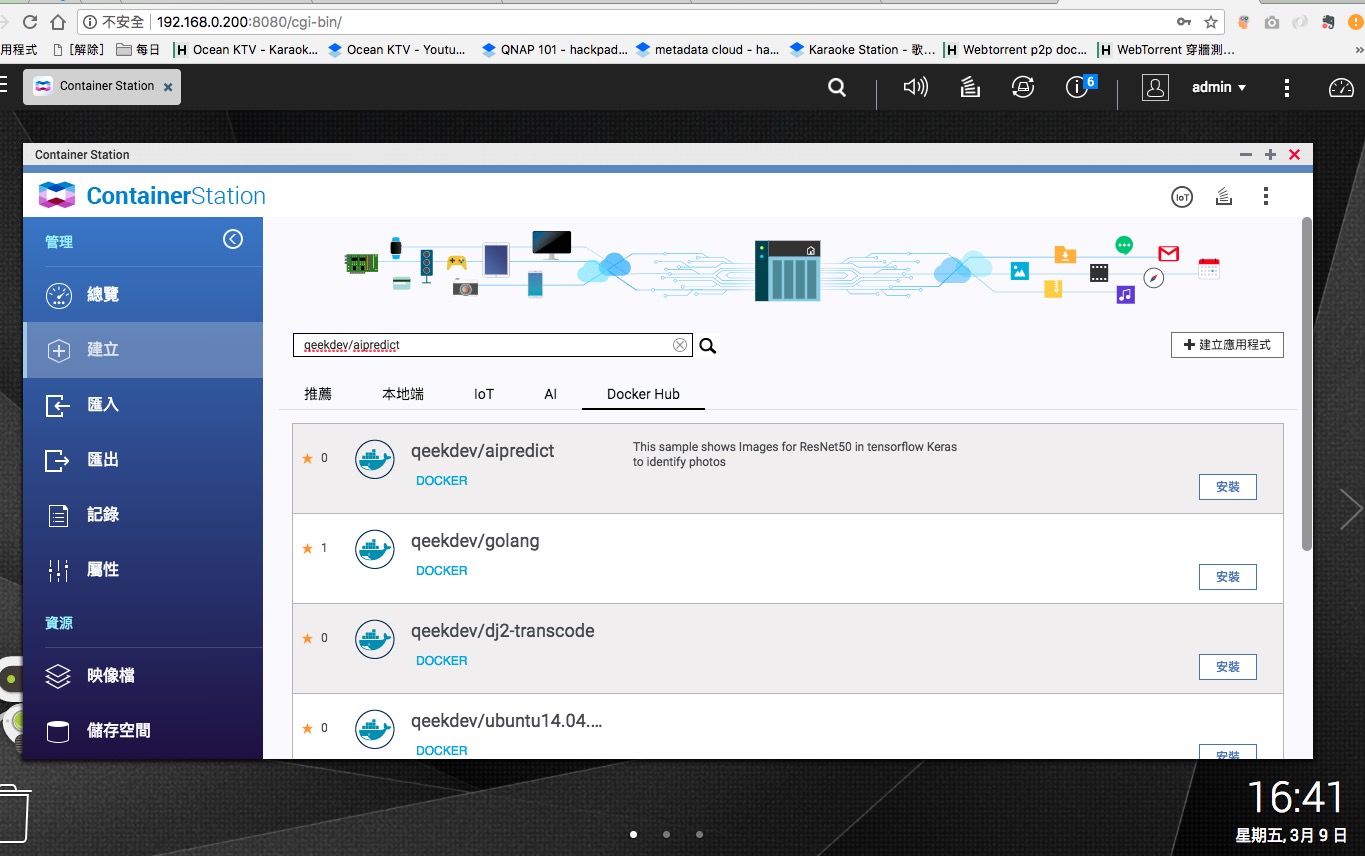 不安全 192.168.0.200:8080/cgi-bin/
用程式 [解除] 每日 Ocean KTV - Karaok... Ocean KTV - Youtu... QNAP 101 - hackpad... metadata cloud - ha... Karaoke Station - 歌... Webtorrent p2p doc... WebTorrent 穿牆測... »
Container Station × 6 admin
Container Station
ContainerStation IoT
管理
總覽
建立
匯入
匯出
記錄
屬性
資源
映像檔
儲存空間
qeekdev/aipredict
建立應用程式
推薦 本地端 IoT AI Docker Hub
0 qeekdev/aipredict
DOCKER
This sample shows Images for ResNet50 in tensorflow Keras
to identify photos
安裝
1 qeekdev/golang
DOCKER
安裝
0 qeekdev/dj2-transcode
DOCKER
安裝
0 qeekdev/ubuntu14.04....
DOCKER
安裝
16:41
星期五, 3月 9 日